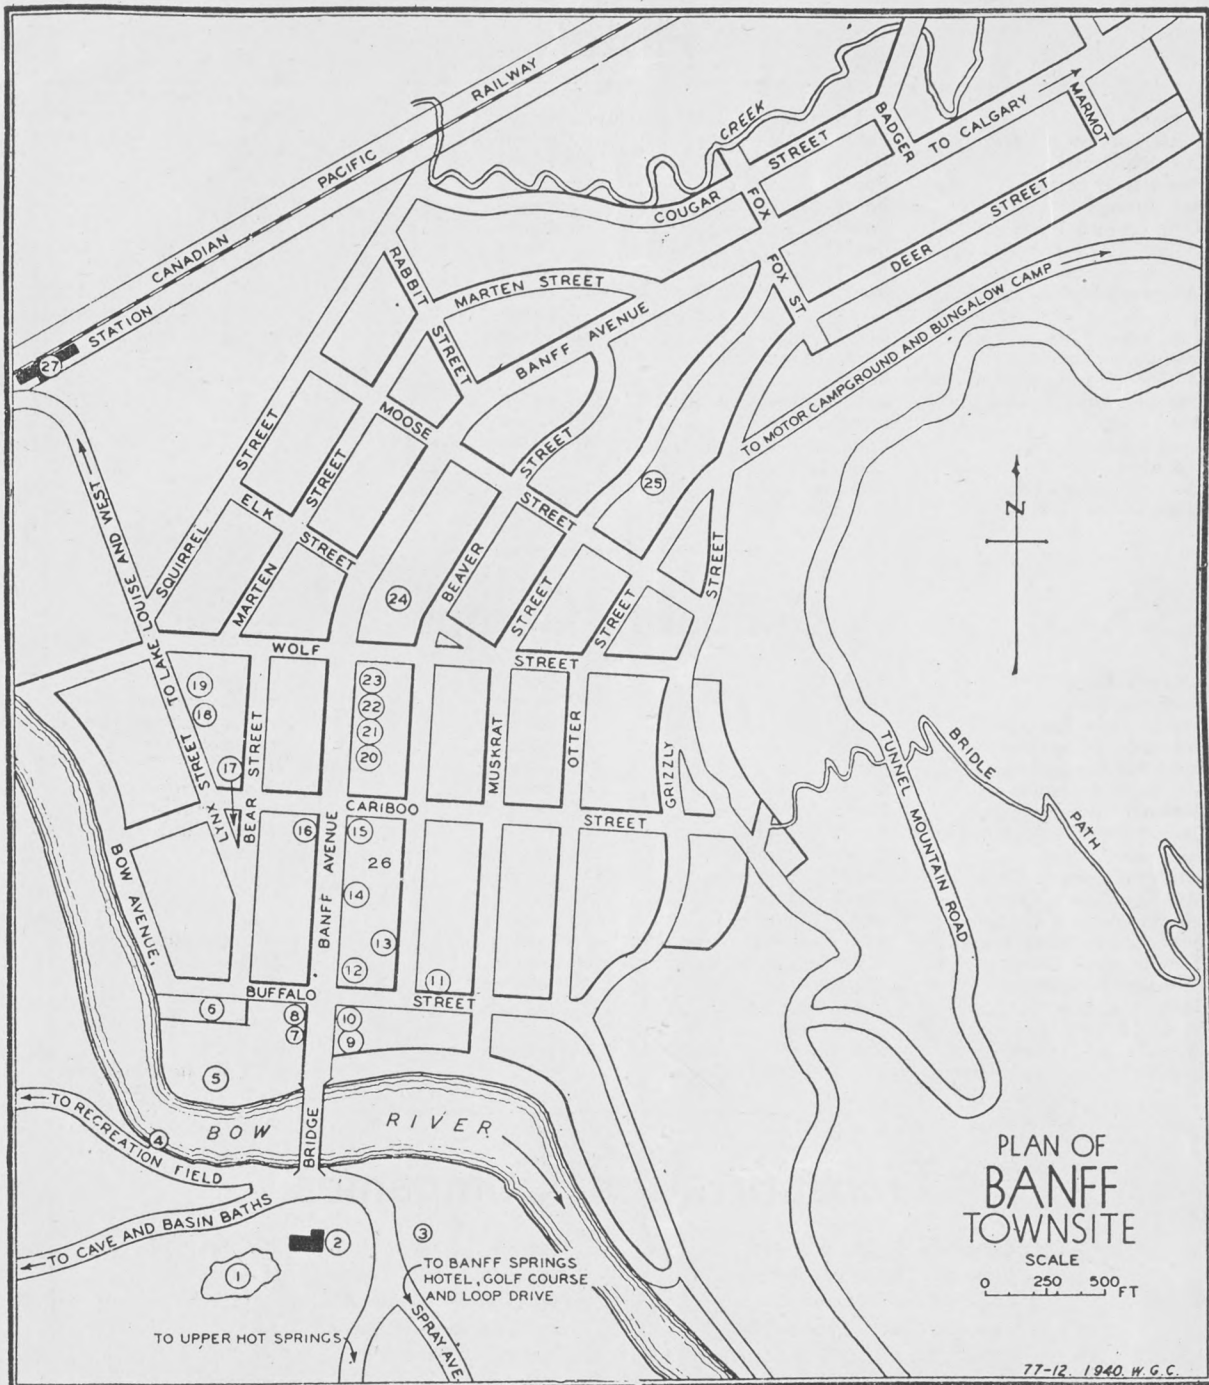 CANADIAN PACIFIC RAILWAY
STATION
27
CREEK
COUGAR STREET
BADGER
TO CALGARY
MARMOT
FOX
FOX ST
DEER STREET
TO MOTOR CAMPGROUND AND BUNGALOW CAMP
RABBIT STREET
MARTEN STREET
BANFF AVENUE
MOOSE STREET
SQUIRREL STREET
ELK STREET
MARTEN STREET
BEAVER STREET
STREET
STREET
STREET
25
24
N
LYNX STREET TO LAKE LOUISE AND WEST
WOLF STREET
19
18
17
BEAR STREET
23
22
21
20
MUSKRAT
OTTER
GRIZZLY
TUNNEL MOUNTAIN ROAD
BRIDLE PATH
CARIBOO STREET
BOW AVENUE,
BANFF AVENUE
16
15
26
14
13
12
11
BUFFALO STREET
6
8
7
10
9
5
BOW RIVER
BRIDGE
TO RECREATION FIELD
4
TO CAVE AND BASIN BATHS
1
2
3
TO BANFF SPRINGS
HOTEL, GOLF COURSE
AND LOOP DRIVE
SPRAY AVE.
TO UPPER HOT SPRINGS
PLAN OF
BANFF
TOWNSITE
SCALE
0 250 500 FT
77-12. 1940. W.G.C.